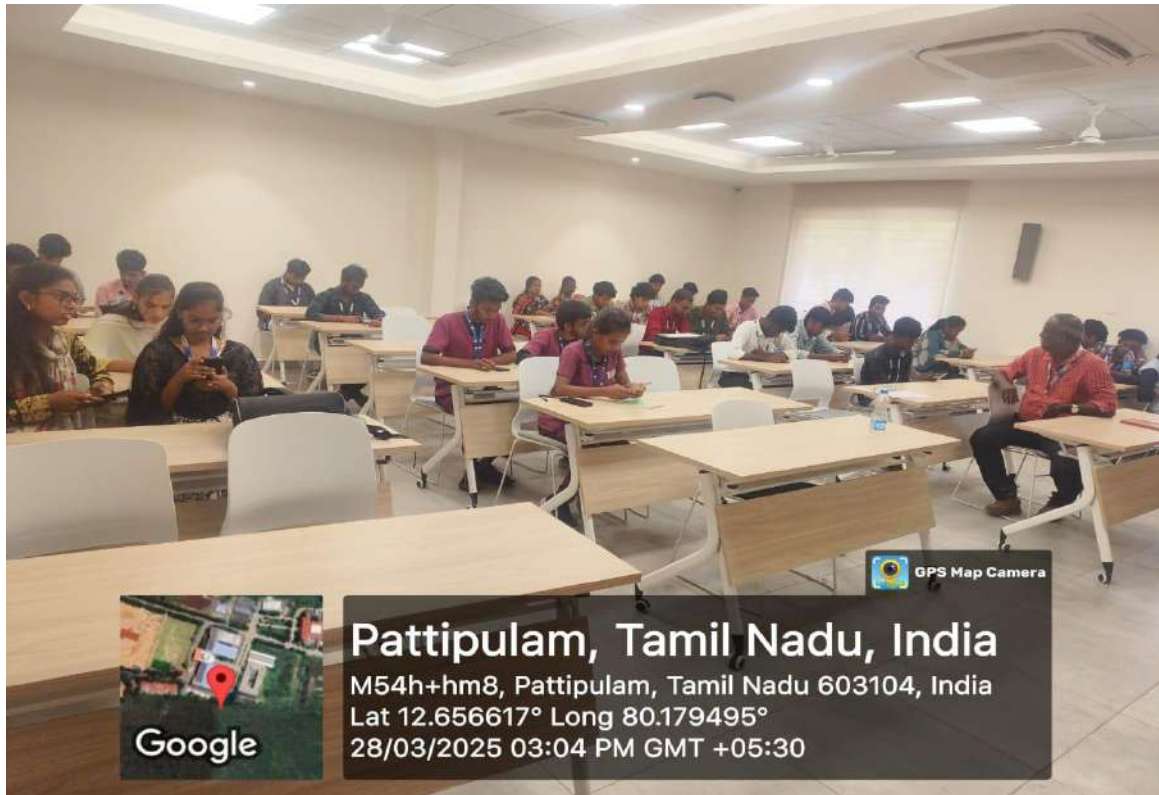 GPS Map Camera
Pattipulam, Tamil Nadu, India
M54h+hm8, Pattipulam, Tamil Nadu 603104, India
Lat 12.656617° Long 80.179495°
28/03/2025 03:04 PM GMT +05:30
Google